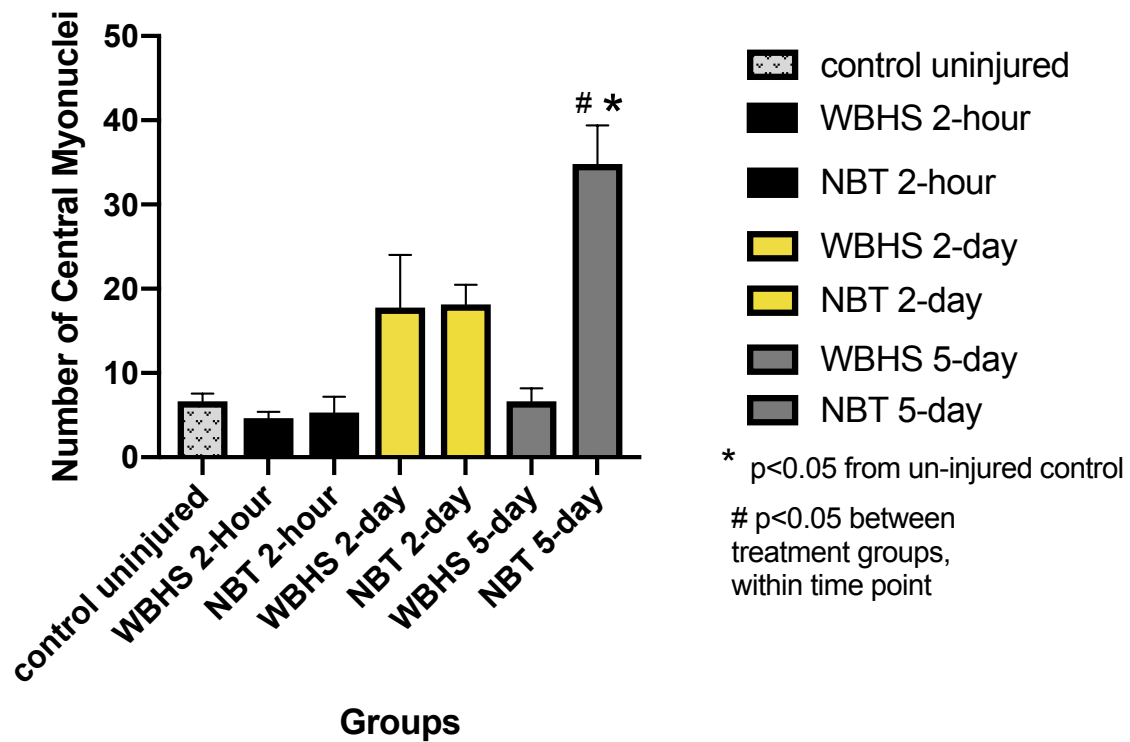 Number of Central Myonuclei
50
40
30
20
10
0
# *
control uninjured
WBHS 2-Hour
NBT 2-hour
WBHS 2-day
NBT 2-day
WBHS 5-day
NBT 5-day
Groups
control uninjured
WBHS 2-hour
NBT 2-hour
WBHS 2-day
NBT 2-day
WBHS 5-day
NBT 5-day
* p<0.05 from un-injured control
# p<0.05 between
treatment groups,
within time point